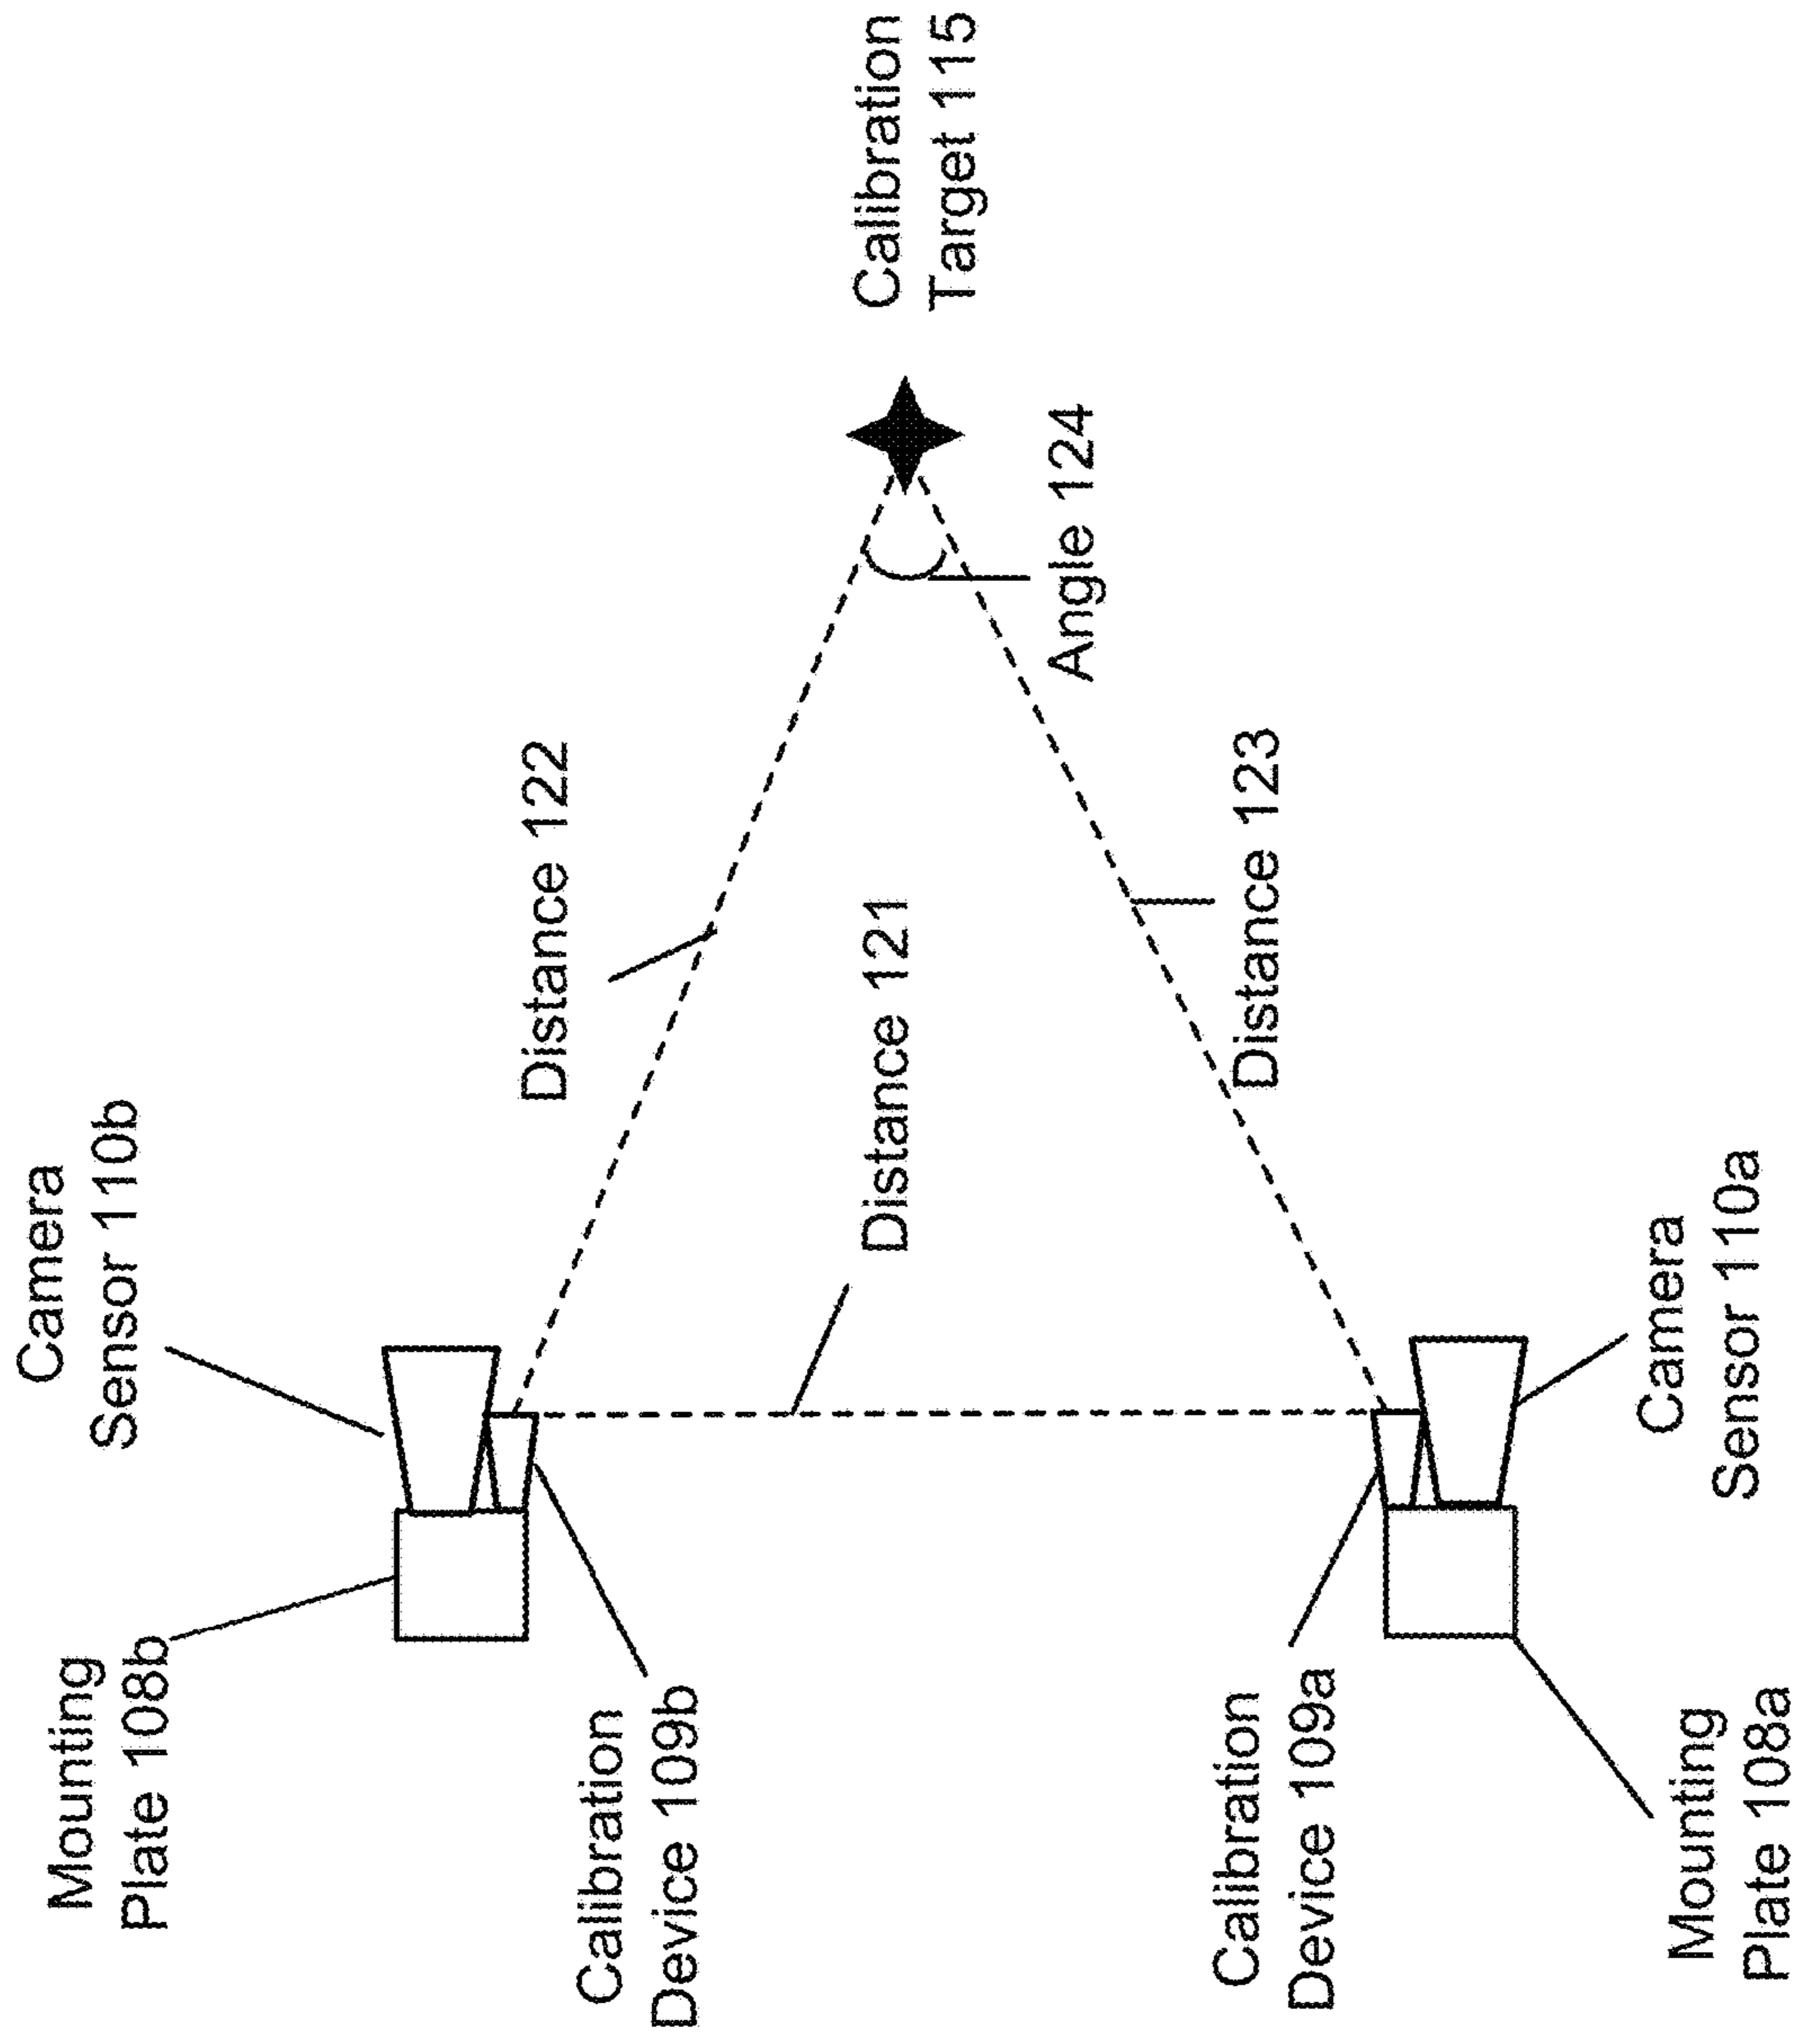 Camera
Sensor 110b
Mounting
Plate 108b
Distance 122
Calibration
Device 109b
Distance 121
Calibration
Target 115
Angle 124
Distance 123
Calibration
Device 109a
Camera
Sensor 110a
Mounting
Plate 108a